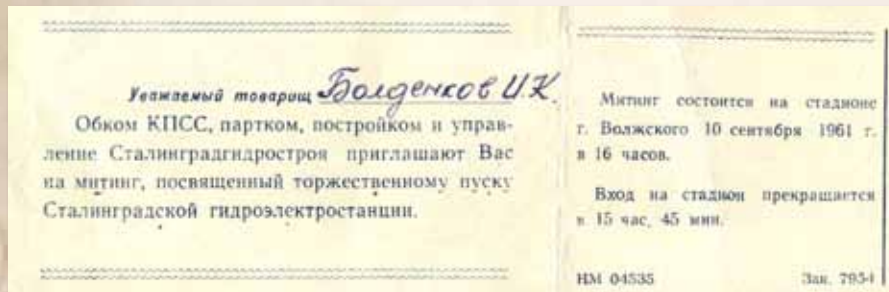 Уважаемый товарищ Болденков И.К.
Обком КПСС, партком, постройком и управ-
ление Сталинградгидростроя приглашают Вас
на митинг, посвященный торжественному пуску
Сталинградской гидроэлектростанции.
Митинг состоится на стадионе
г. Волжского 10 сентября 1961 г.
в 16 часов.
Вход на стадион прекращается
в 15 час, 45 мин.
НМ 04535 Зак. 7954